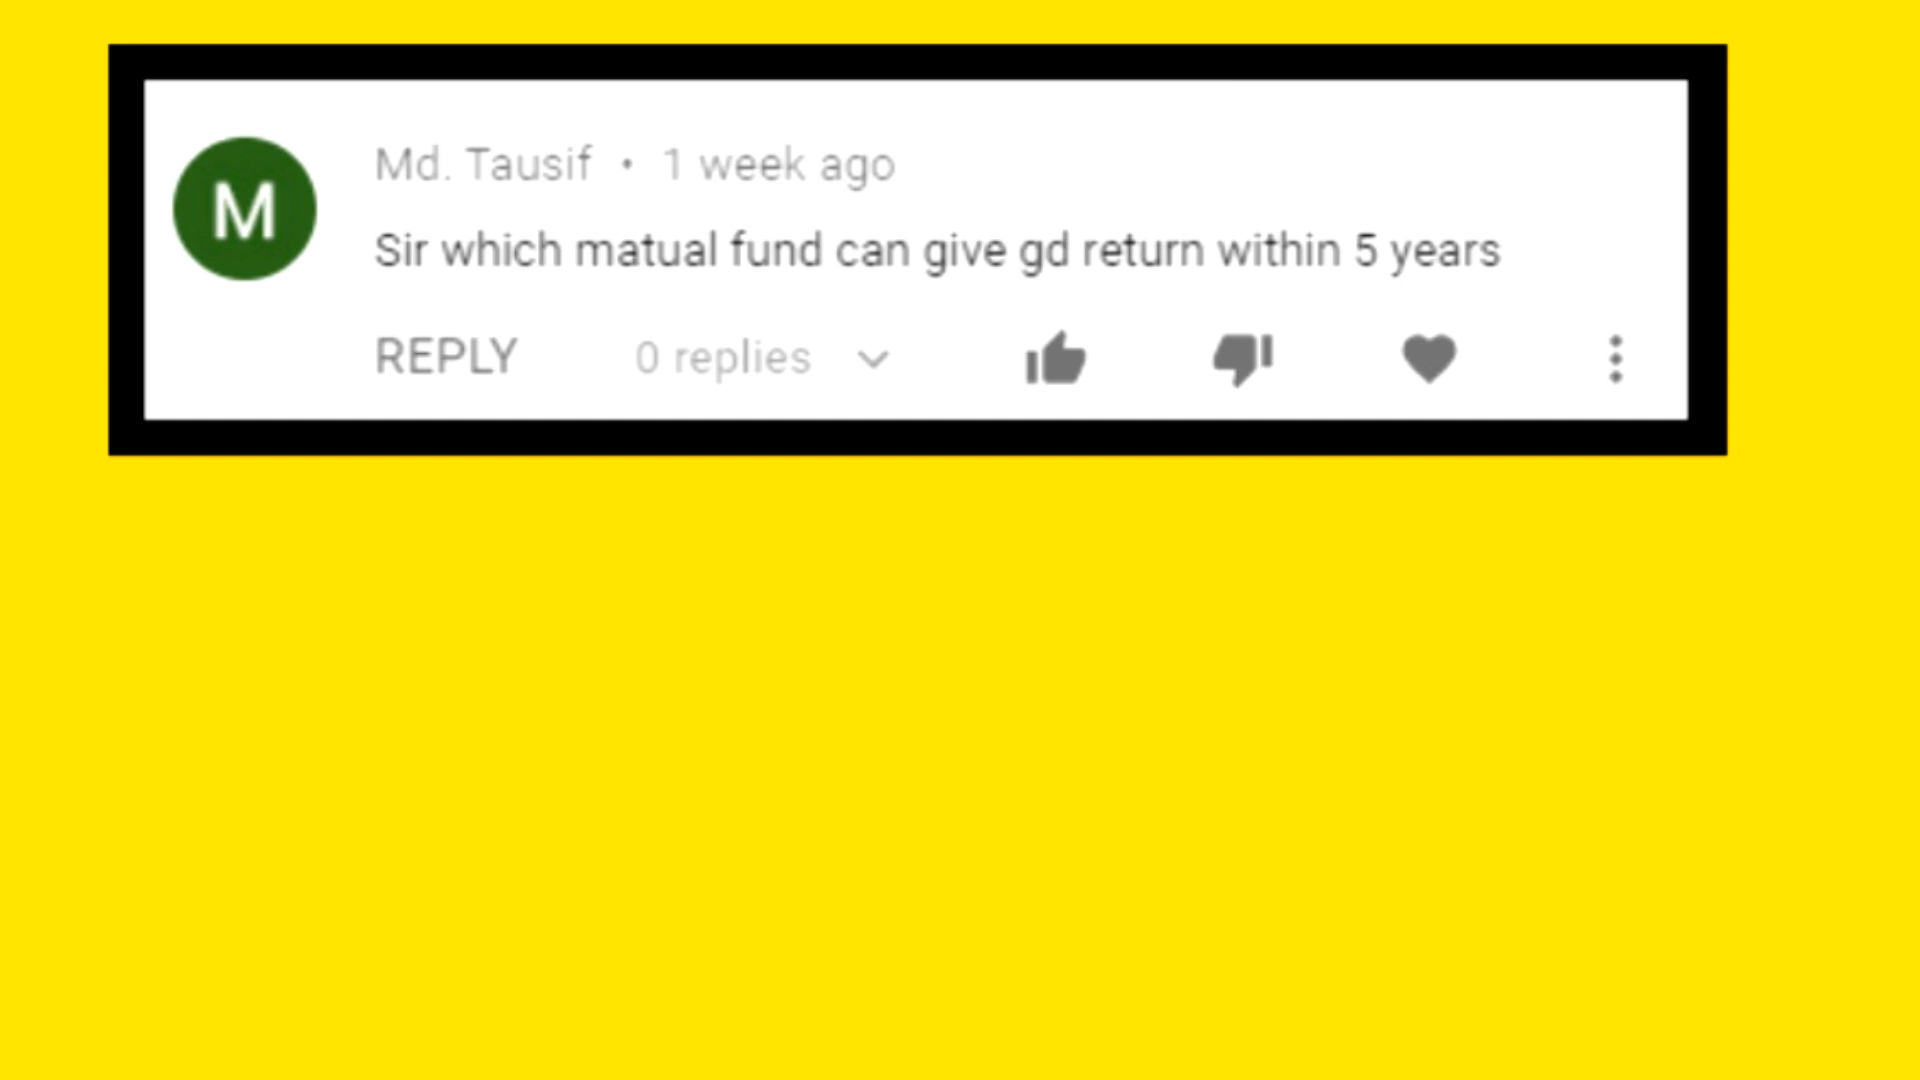 M
Md. Tausif • 1 week ago
Sir which matual fund can give gd return within 5 years
REPLY 0 replies